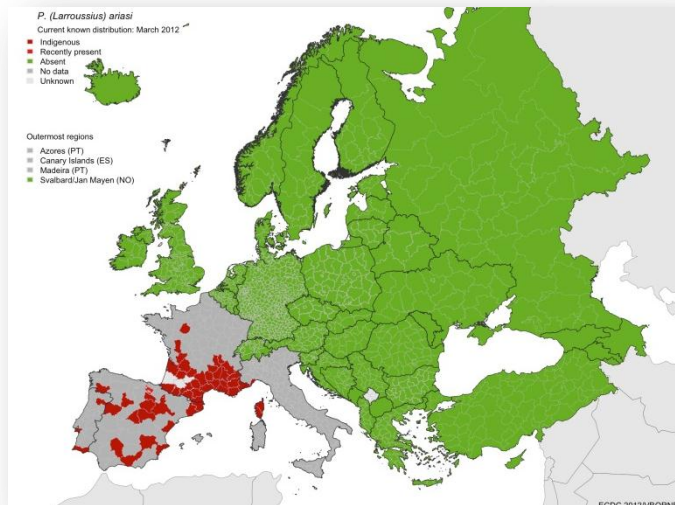 P. (Larroussius) ariasi
Current known distribution: March 2012
Indigenous
Recently present
Absent
No data
Unknown
Outermost regions
Azores (PT)
Canary Islands (ES)
Madeira (PT)
Svalbard/Jan Mayen (NO)